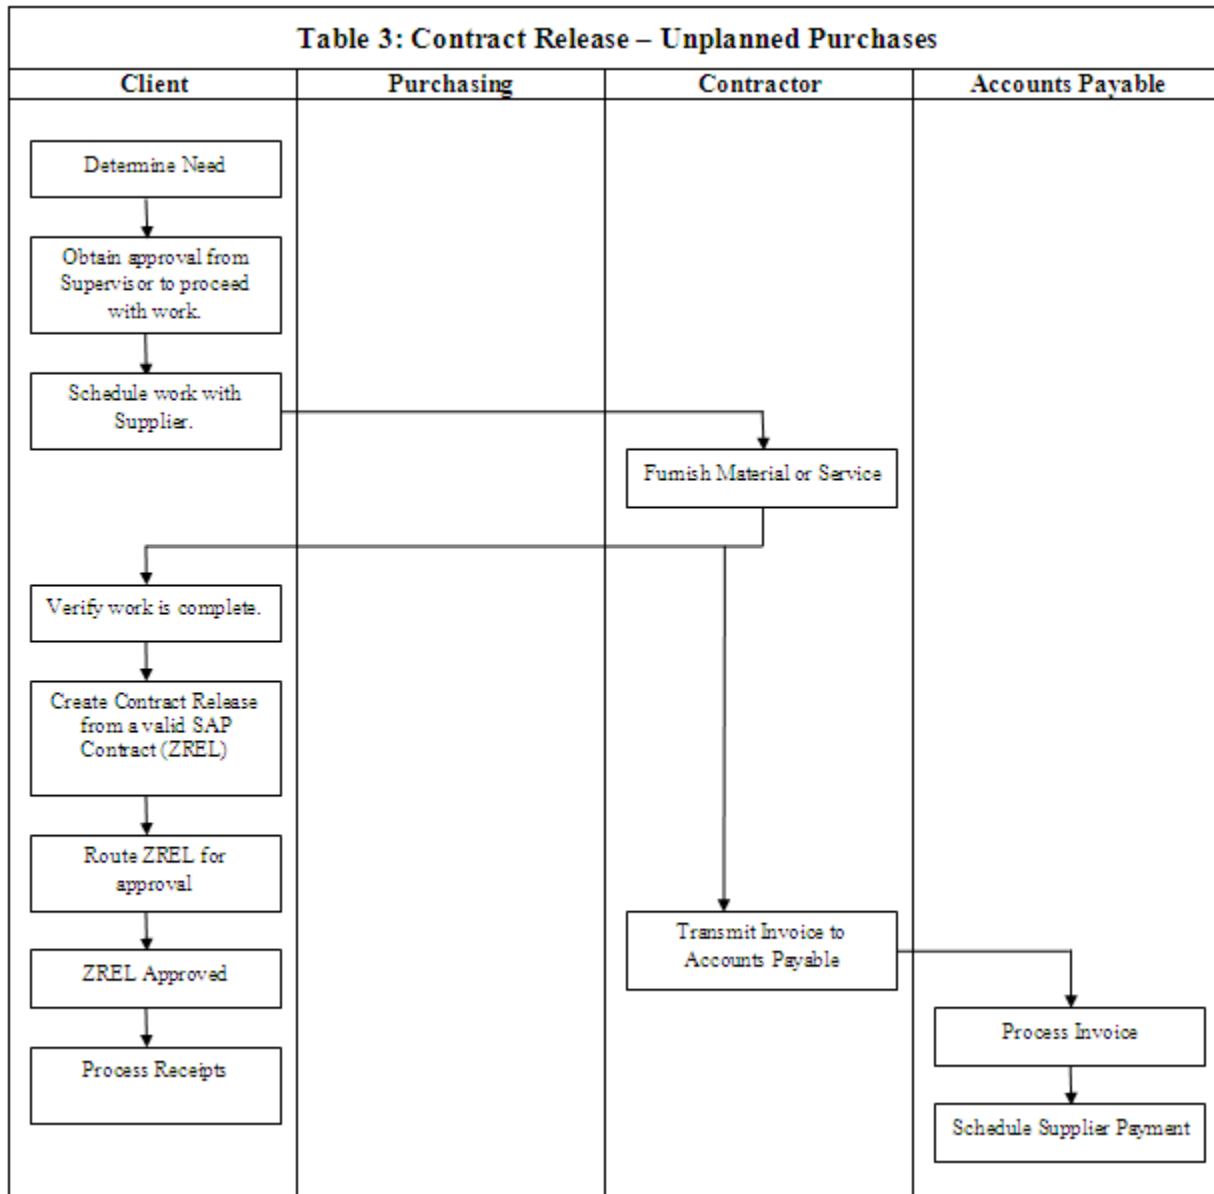 Table 3: Contract Release – Unplanned Purchases
Client
Purchasing
Contractor
Accounts Payable
Determine Need
Obtain approval from
Supervisor to proceed
with work.
Schedule work with
Supplier.
Furnish Material or Service
Verify work is complete.
Create Contract Release
from a valid SAP
Contract (ZREL)
Route ZREL for
approval
Transmit Invoice to
Accounts Payable
ZREL Approved
Process Invoice
Process Receipts
Schedule Supplier Payment